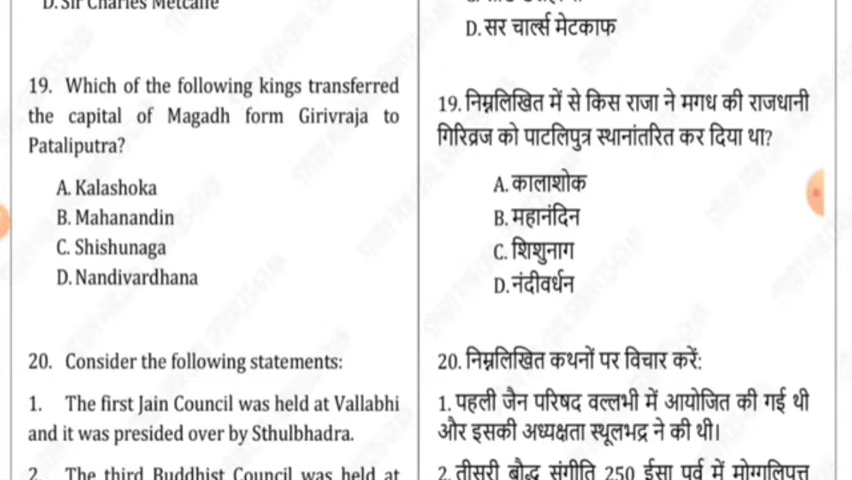 D. Sir Charles Metcalfe
19. Which of the following kings transferred
the capital of Magadh form Girivraja to
Pataliputra?
A. Kalashoka
B. Mahanandin
C. Shishunaga
D. Nandivardhana
20. Consider the following statements:
1. The first Jain Council was held at Vallabhi
and it was presided over by Sthulbhadra.
2. The third Buddhist Council was held at
D. सर चार्ल्स मेटकाफ
19. निम्नलिखित में से किस राजा ने मगध की राजधानी
गिरिव्रज को पाटलिपुत्र स्थानांतरित कर दिया था?
A. कालाशोक
B. महानंदिन
C. शिशुनाग
D. नंदीवर्धन
20. निम्नलिखित कथनों पर विचार करें:
1. पहली जैन परिषद वल्लभी में आयोजित की गई थी
और इसकी अध्यक्षता स्थूलभद्र ने की थी।
2. तीसरी बौद्ध संगीति 250 ईसा पूर्व में मोग्गलिपुत्त